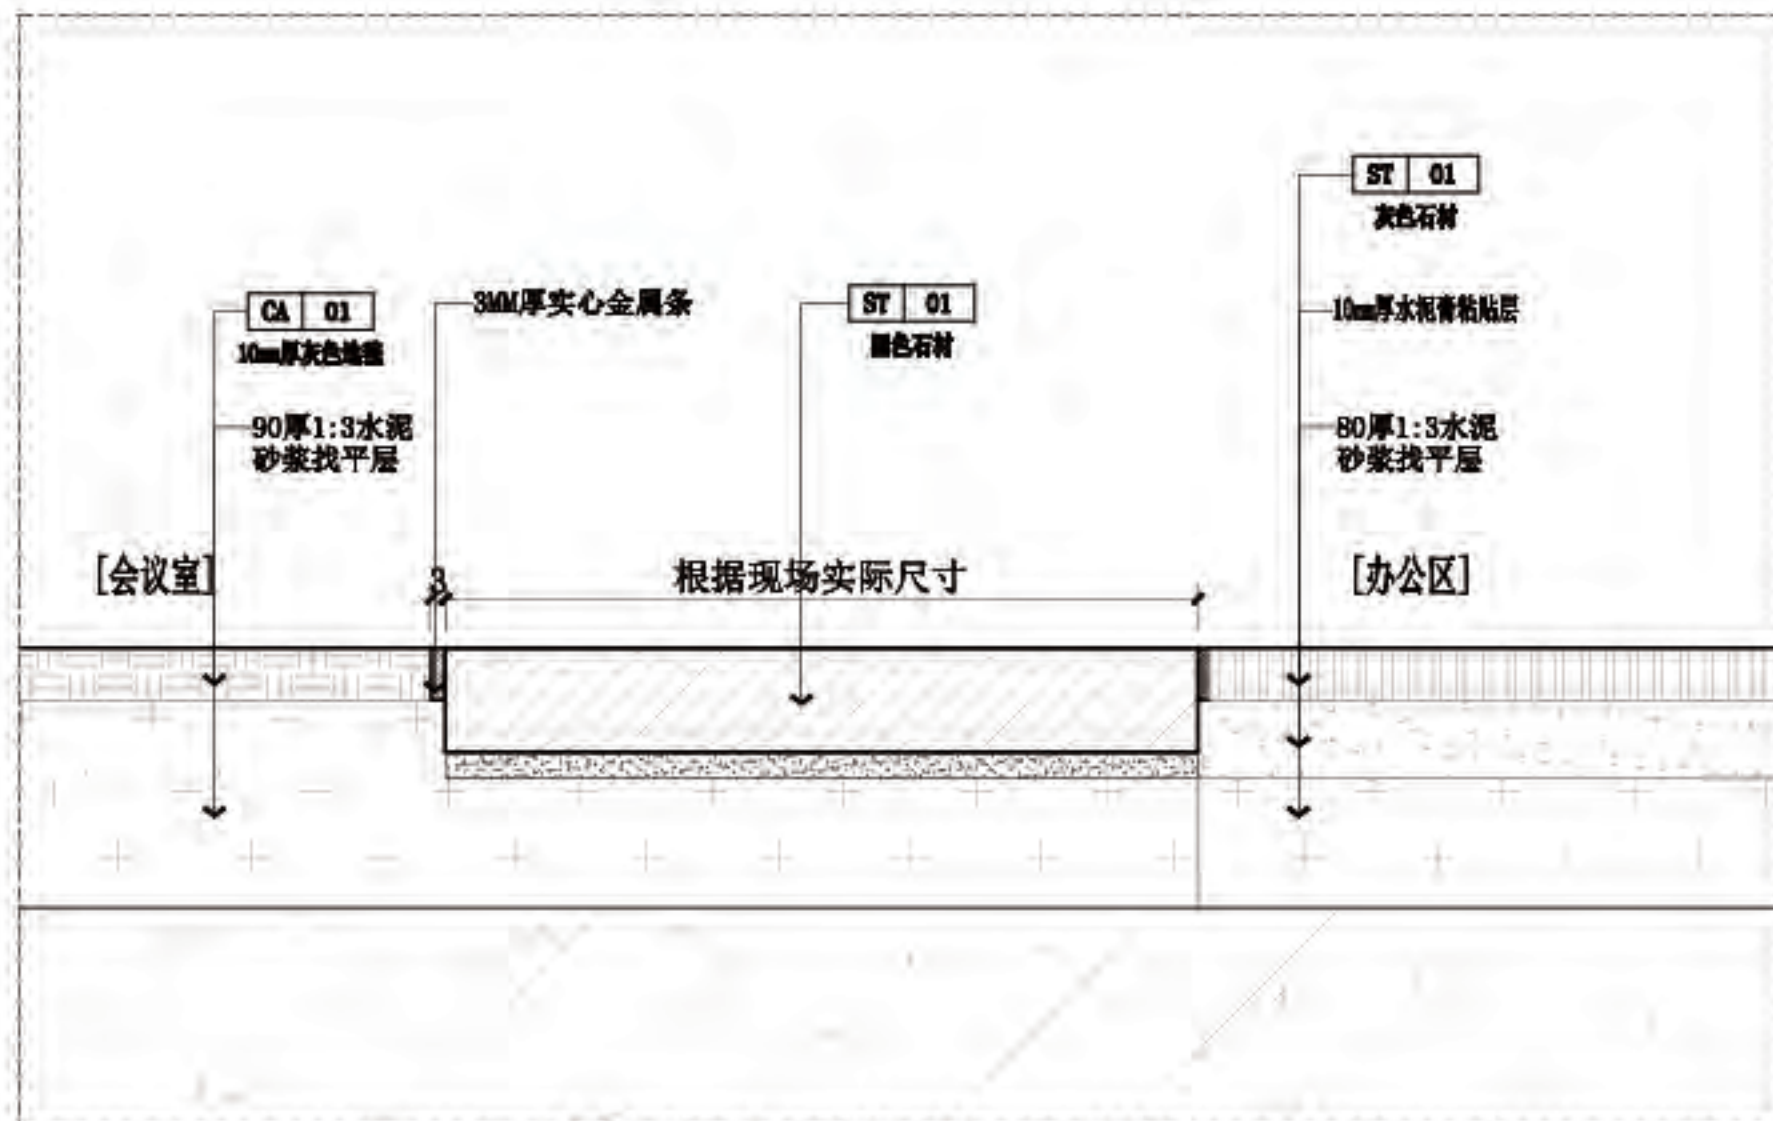 ST 01
灰色石材
CA 01
10mm厚灰色地毯
3MM厚实心金属条
ST 01
色石材
10mm厚水泥膏粘贴层
90厚1:3水泥
砂浆找平层
80厚1:3水泥
砂浆找平层
[会议室]
3
根据现场实际尺寸
[办公区]